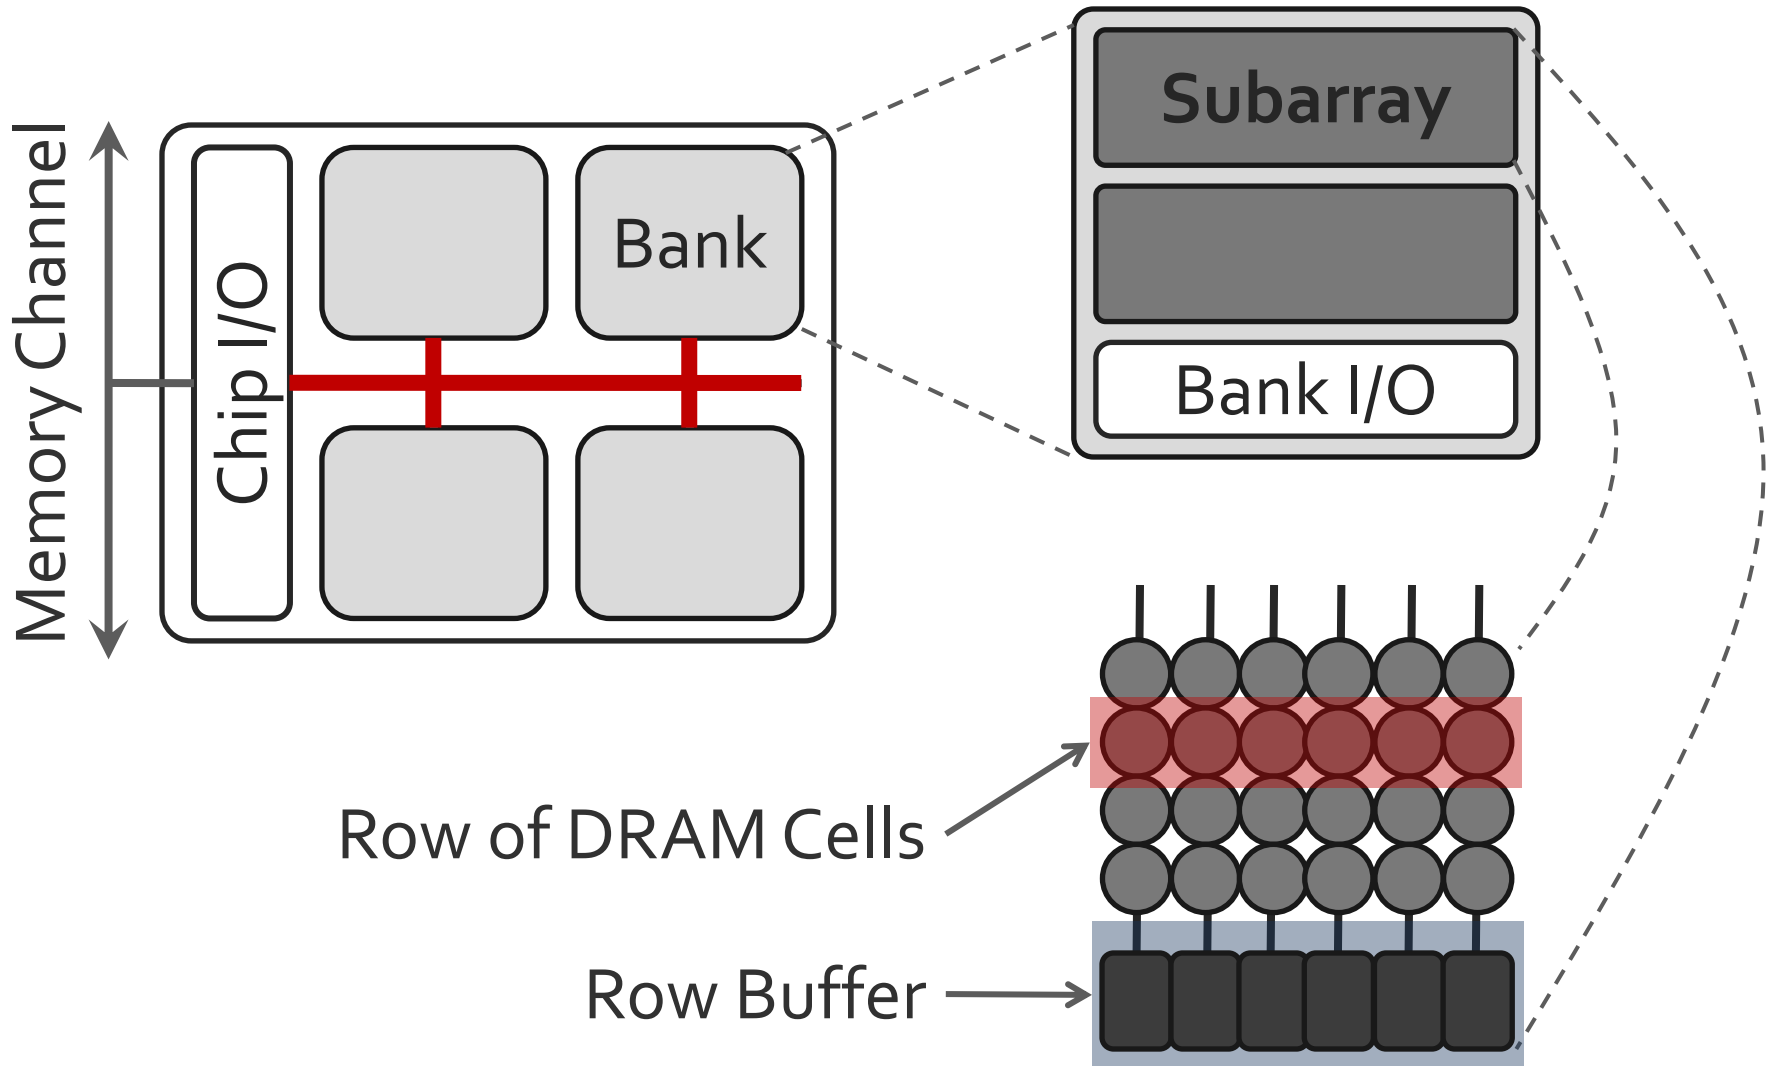 Memory Channel
Chip I/O
Bank
Subarray
Bank I/O
Row of DRAM Cells
Row Buffer